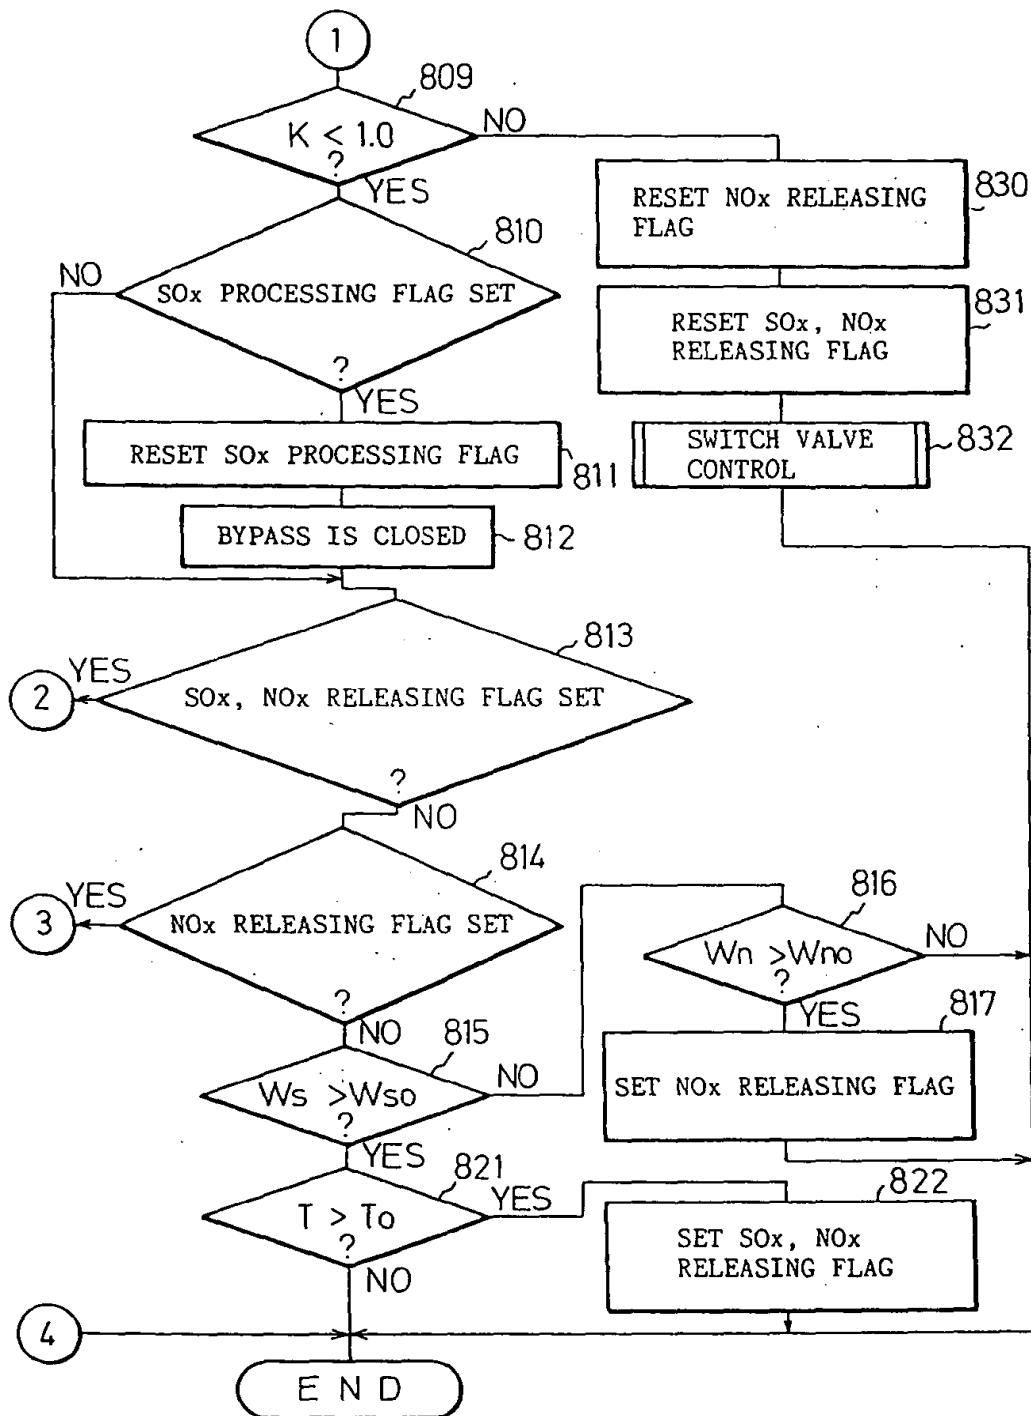 1
809
K < 1.0
?
NO
YES
RESET NOx RELEASING
FLAG
830
810
NO
SOx PROCESSING FLAG SET
?
YES
RESET SOx, NOx
RELEASING FLAG
831
RESET SOx PROCESSING FLAG
811
SWITCH VALVE
CONTROL
832
BYPASS IS CLOSED
812
813
YES
2
SOx, NOx RELEASING FLAG SET
?
NO
814
YES
3
NOx RELEASING FLAG SET
?
NO
816
Wn >Wno
?
NO
YES
815
Ws >Wso
?
NO
YES
817
SET NOx RELEASING FLAG
821
T > To
?
YES
NO
822
SET SOx, NOx
RELEASING FLAG
4
END